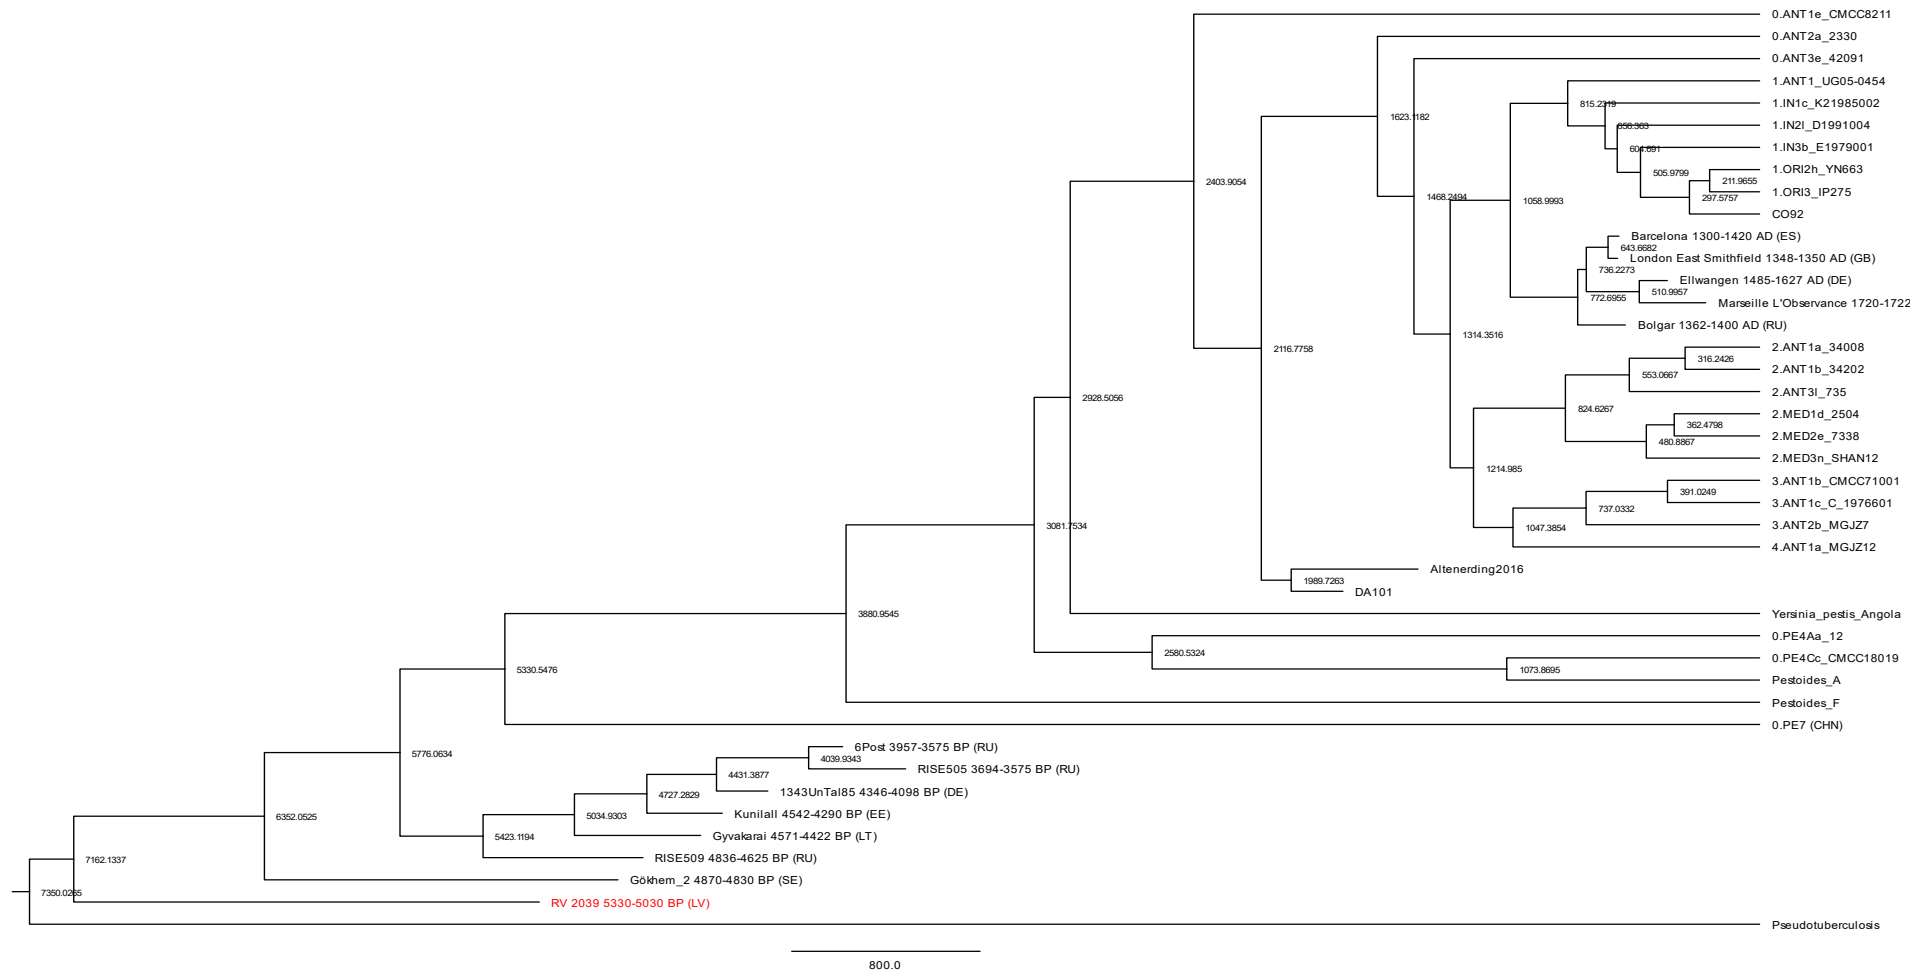 0.ANT1e_CMCC8211
0.ANT2a_2330
0.ANT3e_42091
1.ANT1_UG05-0454
815.2319
1.IN1c_K21985002
1623.1182
656.363
1.IN2l_D1991004
604.691
1.IN3b_E1979001
505.9799
1.ORI2h_YN663
211.9655
2403.9054
1.ORI3_IP275
1468.2494
297.5757
1058.9993
CO92
Barcelona 1300-1420 AD (ES)
643.6682
London East Smithfield 1348-1350 AD (GB)
736.2273
Ellwangen 1485-1627 AD (DE)
510.9957
772.6955
Marseille L'Observance 1720-1722
Bolgar 1362-1400 AD (RU)
1314.3516
2116.7758
2.ANT1a_34008
316.2426
2.ANT1b_34202
553.0667
2.ANT3l_735
2928.5056
824.6267
2.MED1d_2504
362.4798
2.MED2e_7338
480.8867
2.MED3n_SHAN12
1214.985
3.ANT1b_CMCC71001
391.0249
3.ANT1c_C_1976601
737.0332
3.ANT2b_MGJZ7
3081.7534
1047.3854
4.ANT1a_MGJZ12
Altenerding2016
1989.7263
DA101
3880.9545
Yersinia_pestis_Angola
0.PE4Aa_12
2580.5324
0.PE4Cc_CMCC18019
5330.5476
1073.8695
Pestoides_A
Pestoides_F
0.PE7 (CHN)
6Post 3957-3575 BP (RU)
5776.0634
4039.9343
RISE505 3694-3575 BP (RU)
4431.3877
1343UnTal85 4346-4098 BP (DE)
4727.2829
Kunilall 4542-4290 BP (EE)
6352.0525
5034.9303
Gyvakarai 4571-4422 BP (LT)
5423.1194
RISE509 4836-4625 BP (RU)
7162.1337
Gökhem_2 4870-4830 BP (SE)
7350.0265
RV 2039 5330-5030 BP (LV)
Pseudotuberculosis
800.0